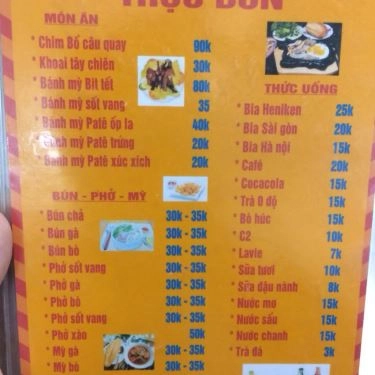 THỰC ĐƠN
MÓN ĂN
* Chim Bồ câu quay 90k
* Khoai tây chiên 30k
* Bánh mỳ Bít tết 80k
* Bánh mỳ sốt vang 35
* Bánh mỳ Patê ốp la 40k
* Bánh mỳ Patê trứng 20k
* Bánh mỳ Patê xúc xích 20k
BÚN - PHỞ - MỲ
* Bún chả 30k - 35k
* Bún gà 30k - 35k
* Bún bò 30k - 35k
* Phở sốt vang 30k - 35k
* Phở gà 30k - 35k
* Phở bò 30k - 35k
* Phở sốt vang 30k - 35k
* Phở xào 50k
* Mỳ gà 30k - 35k
* Mỳ bò 30k - 35k
THỨC UỐNG
* Bia Heniken 25k
* Bia Sài gòn 20k
* Bia Hà nội 15k
* Café 20k
* Cocacola 15k
* Trà O độ 15k
* Bò húc 15k
* C2 10k
* Lavie 7k
* Sữa tươi 10k
* Sữa đậu nành 8k
* Nước mơ 15k
* Nước sấu 15k
* Nước chanh 15k
* Trà đá 3k